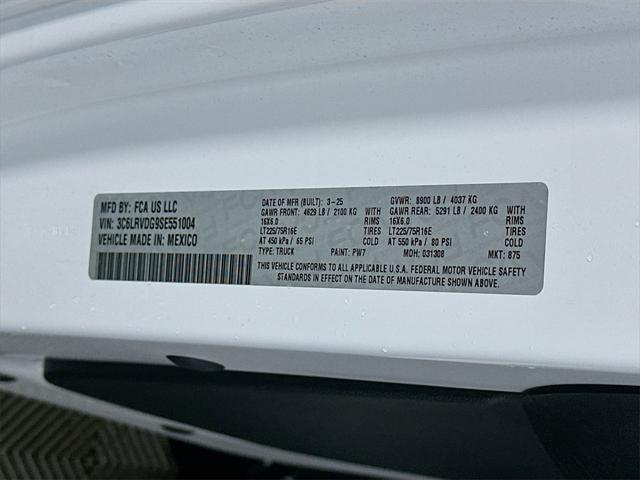 MFD BY: FCA US LLC
VIN: 3C6LRVDG9SE551004
VEHICLE MADE IN: MEXICO
DATE OF MFR (BUILT): 3-25 GVWR: 8900 LB / 4037 KG
GAWR FRONT: 4629 LB / 2100 KG WITH GAWR REAR: 5291 LB / 2400 KG WITH
16X6.0 RIMS 16X6.0 RIMS
LT225/75R16E TIRES LT225/75R16E TIRES
AT 450 kPa / 65 PSI COLD AT 550 kPa / 80 PSI COLD
TYPE: TRUCK PAINT: PW7 MDH: 031308 MKT: 875
THIS VEHICLE CONFORMS TO ALL APPLICABLE U.S.A. FEDERAL MOTOR VEHICLE SAFETY
STANDARDS IN EFFECT ON THE DATE OF MANUFACTURE SHOWN ABOVE.